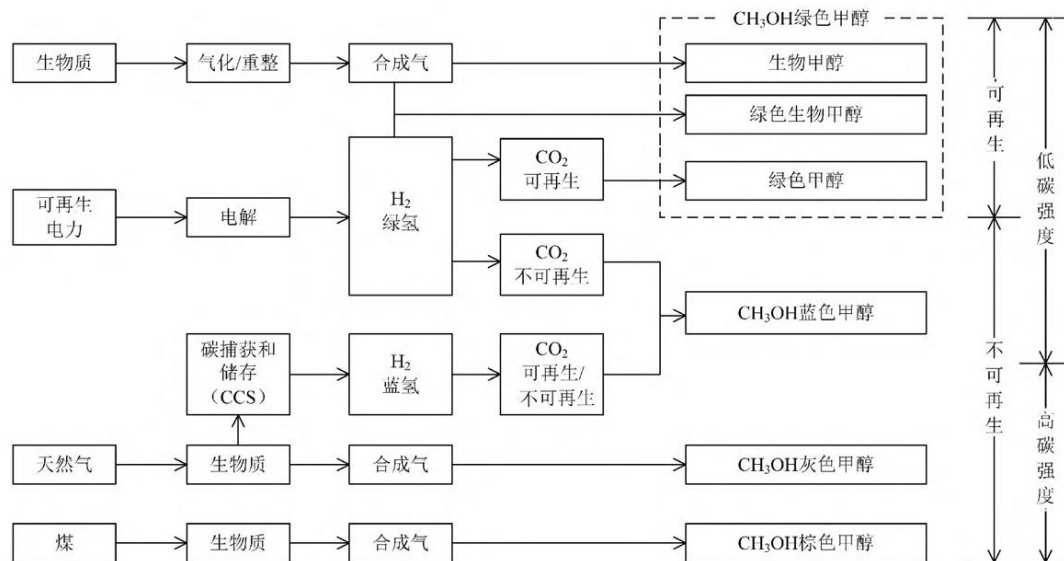 CH₃OH绿色甲醇
生物质
气化/重整
合成气
生物甲醇
绿色生物甲醇
可再生
电力
电解
H₂
绿氢
CO₂
可再生
绿色甲醇
CO₂
不可再生
CH₃OH蓝色甲醇
碳捕获和
储存
（CCS）
H₂
蓝氢
CO₂
可再生/
不可再生
天然气
生物质
合成气
CH₃OH灰色甲醇
煤
生物质
合成气
CH₃OH棕色甲醇
可再生
不可再生
低碳强度
高碳强度